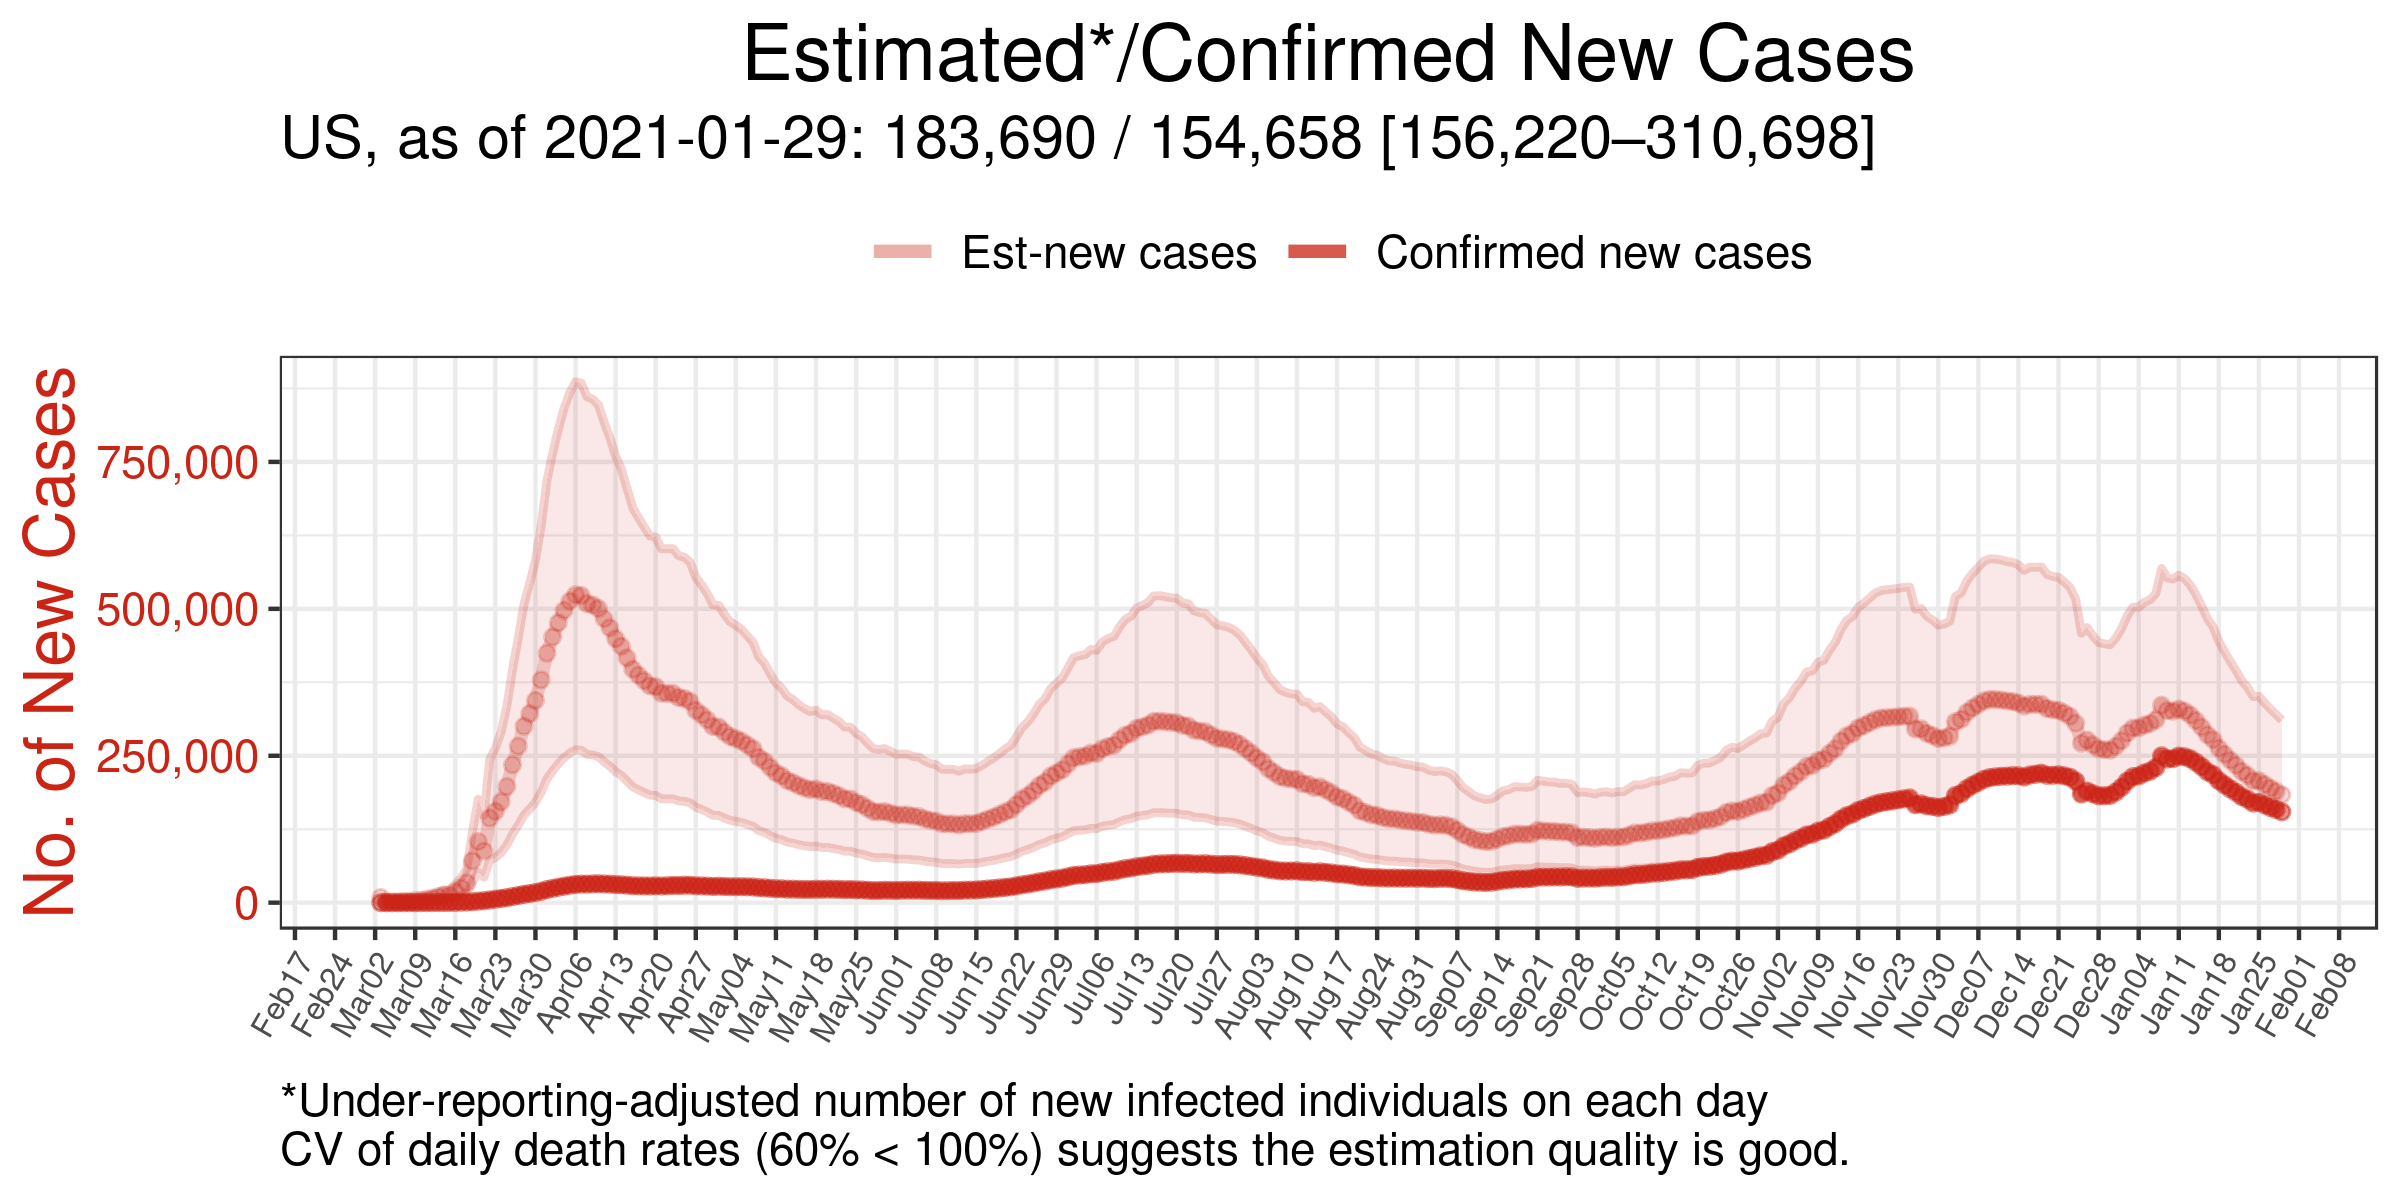 Estimated*/Confirmed New Cases
US, as of 2021-01-29: 183,690 / 154,658 [156,220–310,698]
Est-new cases
Confirmed new cases
No. of New Cases
750,000
500,000
250,000
0
Feb17
Feb24
Mar02
Mar09
Mar16
Mar23
Mar30
Apr06
Apr13
Apr20
Apr27
May04
May11
May18
May25
Jun01
Jun08
Jun15
Jun22
Jun29
Jul06
Jul13
Jul20
Jul27
Aug03
Aug10
Aug17
Aug24
Aug31
Sep07
Sep14
Sep21
Sep28
Oct05
Oct12
Oct19
Oct26
Nov02
Nov09
Nov16
Nov23
Nov30
Dec07
Dec14
Dec21
Dec28
Jan04
Jan11
Jan18
Jan25
Feb01
Feb08
*Under-reporting-adjusted number of new infected individuals on each day
CV of daily death rates (60% < 100%) suggests the estimation quality is good.